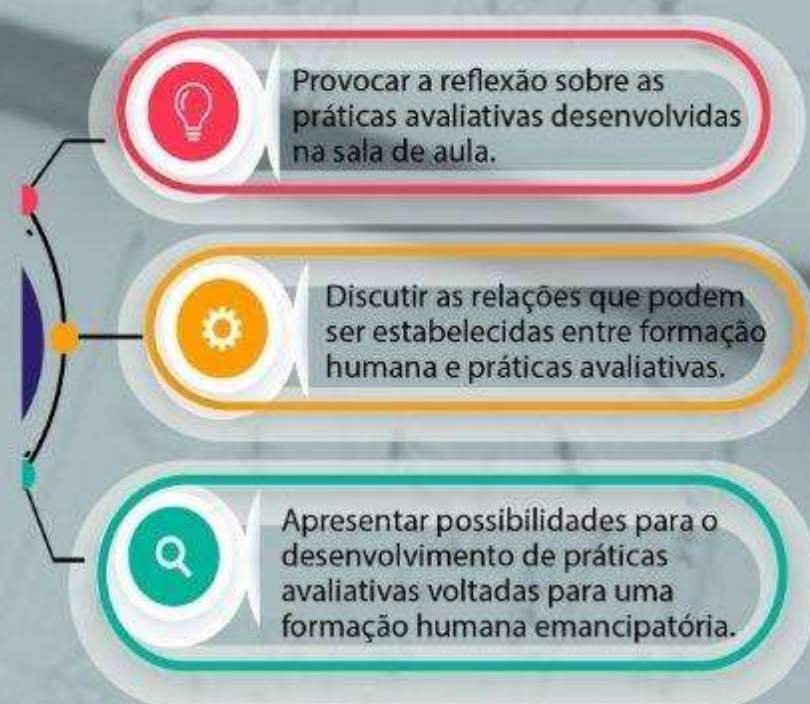 Provocar a reflexão sobre as
práticas avaliativas desenvolvidas
na sala de aula.
Discutir as relações que podem
ser estabelecidas entre formação
humana e práticas avaliativas.
Apresentar possibilidades para o
desenvolvimento de práticas
avaliativas voltadas para uma
formação humana emancipatória.